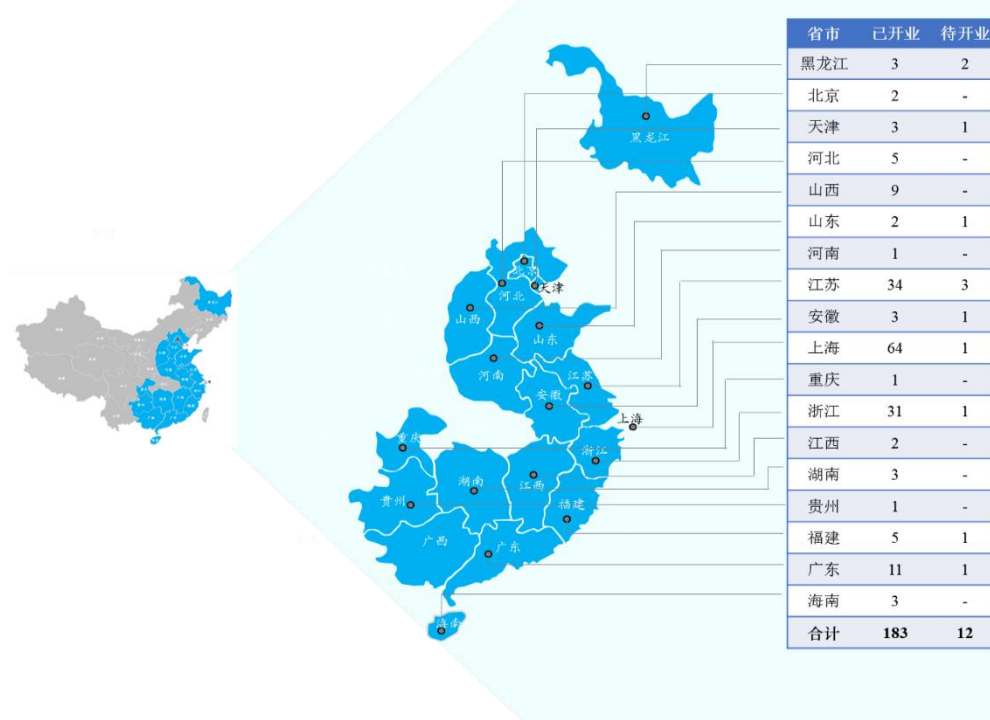 省市 已开业 待开业
黑龙江 3 2
北京 2 -
天津 3 1
河北 5 -
山西 9 -
山东 2 1
河南 1 -
江苏 34 3
安徽 3 1
上海 64 1
重庆 1 -
浙江 31 1
江西 2 -
湖南 3 -
贵州 1 -
福建 5 1
广东 11 1
海南 3 -
合计 183 12
黑龙江
北京
天津
河北
山西
山东
河南
江苏
安徽
上海
重庆
浙江
湖南
江西
贵州
福建
广西
广东
海南